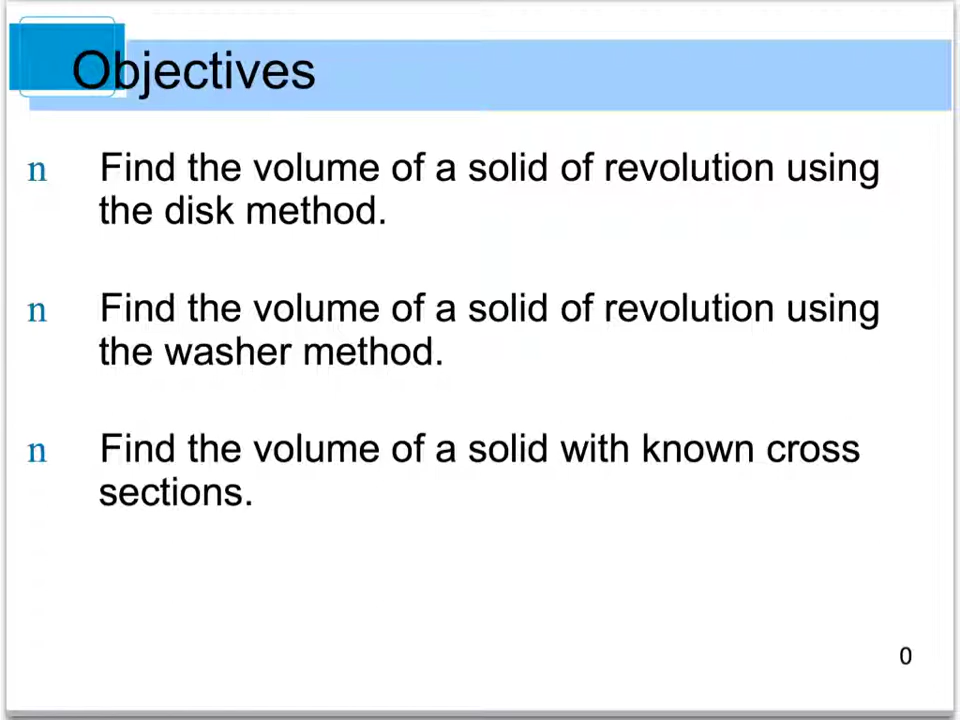 Objectives
n Find the volume of a solid of revolution using
the disk method.
n Find the volume of a solid of revolution using
the washer method.
n Find the volume of a solid with known cross
sections.
0